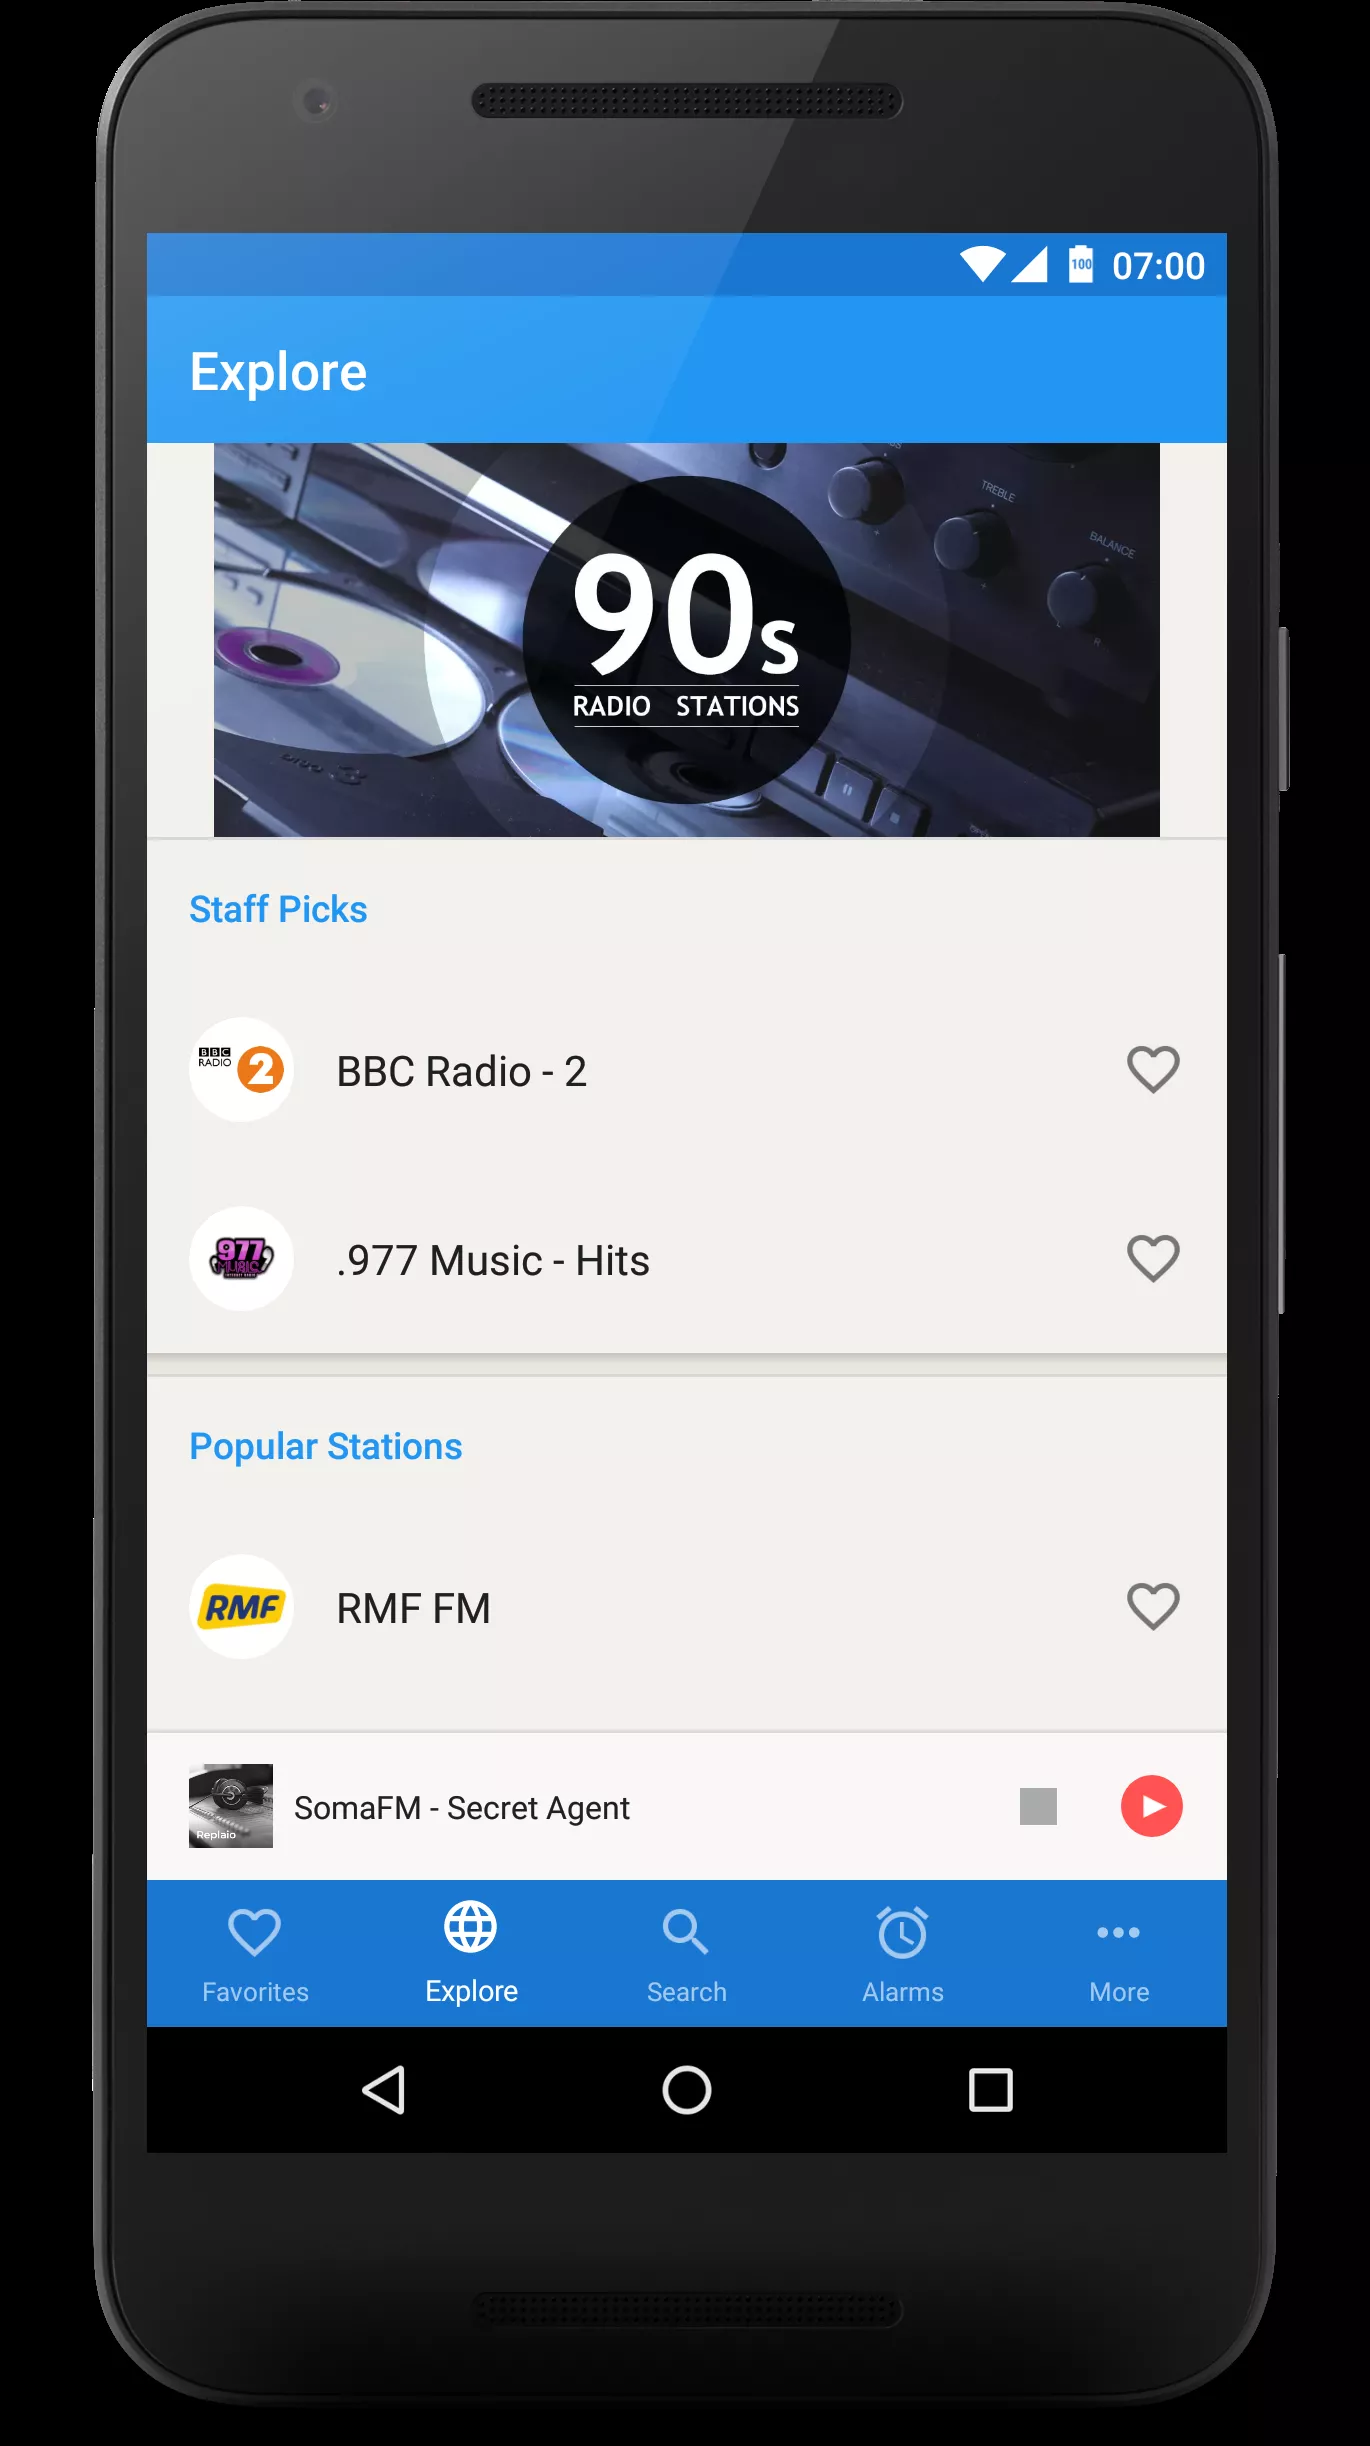 100 07:00
Explore
TREBLE
BALANCE
90s
RADIO STATIONS
Staff Picks
BBC
RADIO 2
BBC Radio - 2
977
MUSIC
.977 Music - Hits
Popular Stations
RMF
RMF FM
Replaio
SomaFM - Secret Agent
Favorites
Explore
Search
Alarms
More